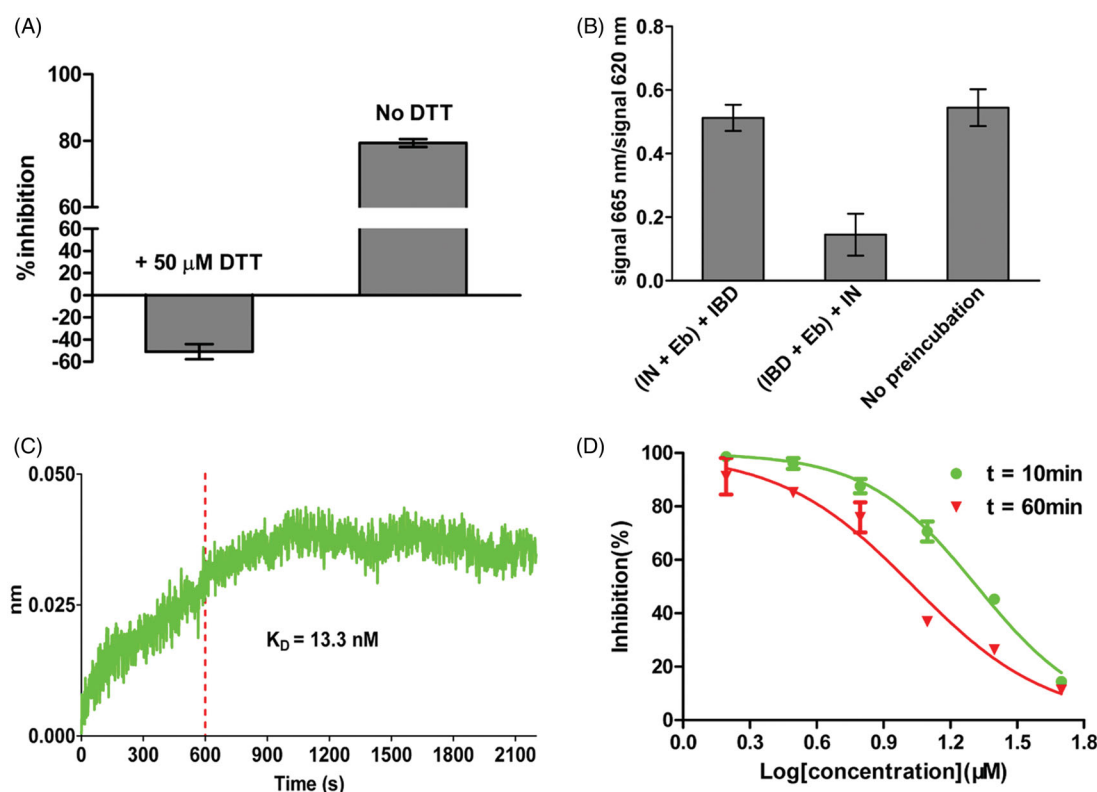 (A)
100
80
60
60
40
20
0
-20
-40
-60
%inhibition
No DTT
+ 50 μM DTT
(B)
0.8
0.6
0.4
0.2
0.0
signal 665 nm/signal 620 nm
(IN + Eb) + IBD
(IBD + Eb) + IN
No preincubation
(C)
0.050
0.025
0.000
nm
K_D = 13.3 nM
0 300 600 900 1200 1500 1800 2100
Time (s)
(D)
100
80
60
40
20
0
Inhibition(%)
t = 10min
t = 60min
0.0 0.3 0.6 0.9 1.2 1.5 1.8
Log[concentration](μM)